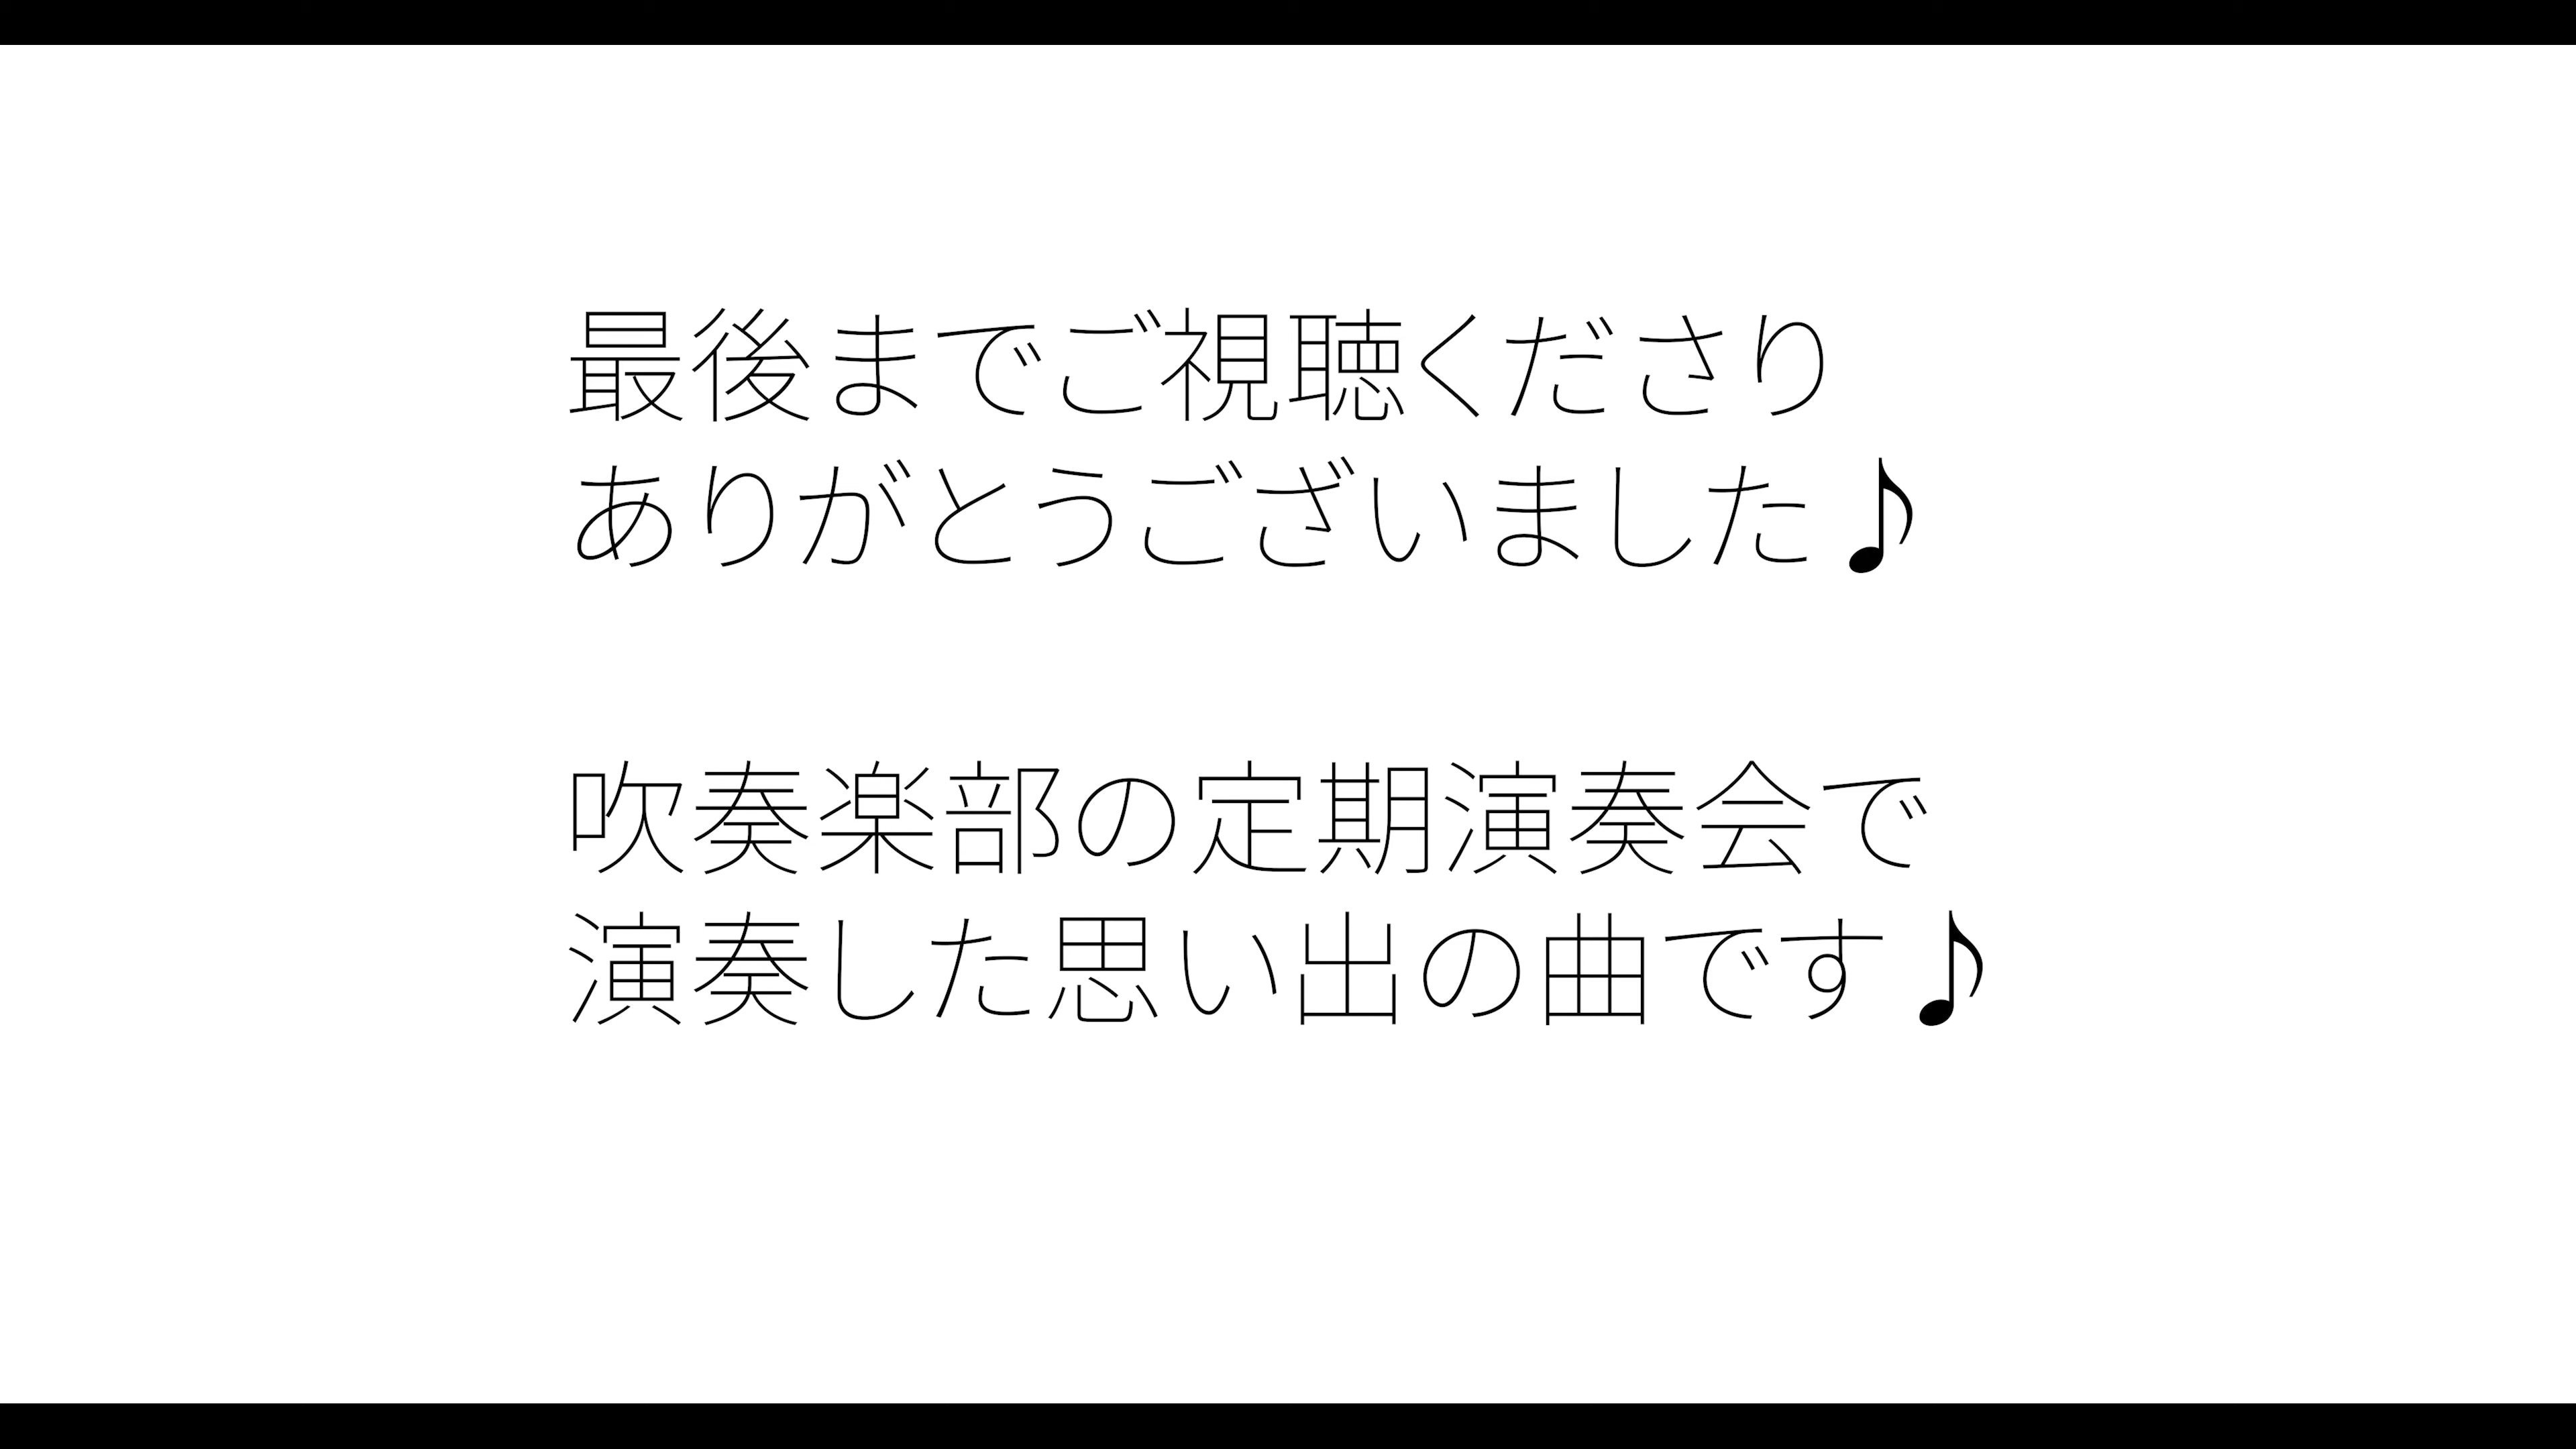 最後までご視聴くださり
ありがとうございました♪
吹奏楽部の定期演奏会で
演奏した思い出の曲です♪